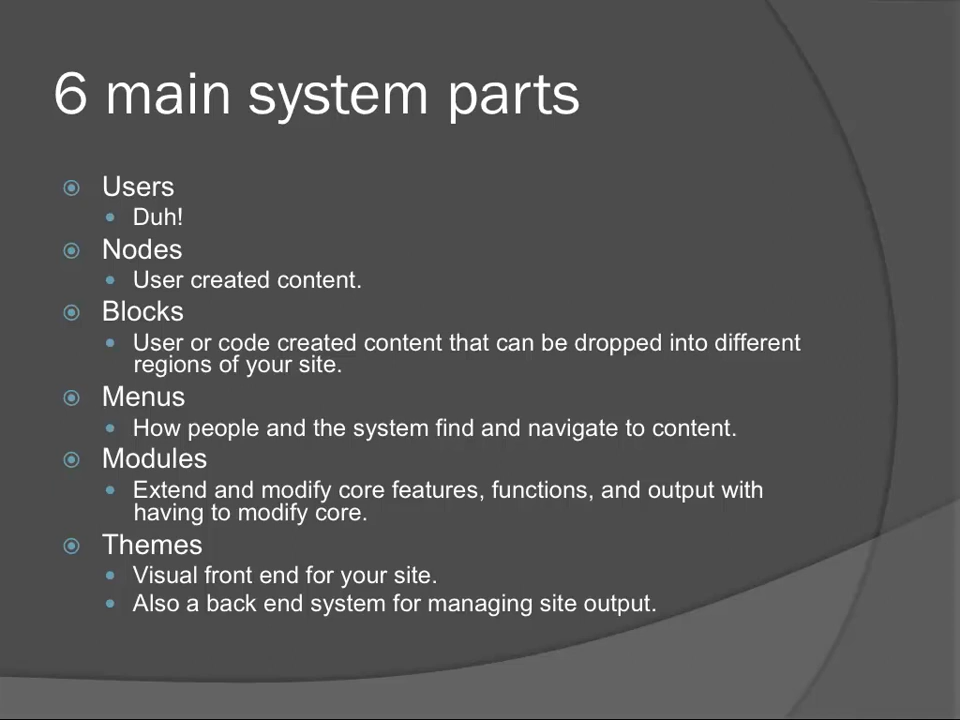 6 main system parts
Users
Duh!
Nodes
User created content.
Blocks
User or code created content that can be dropped into different
regions of your site.
Menus
How people and the system find and navigate to content.
Modules
Extend and modify core features, functions, and output with
having to modify core.
Themes
Visual front end for your site.
Also a back end system for managing site output.